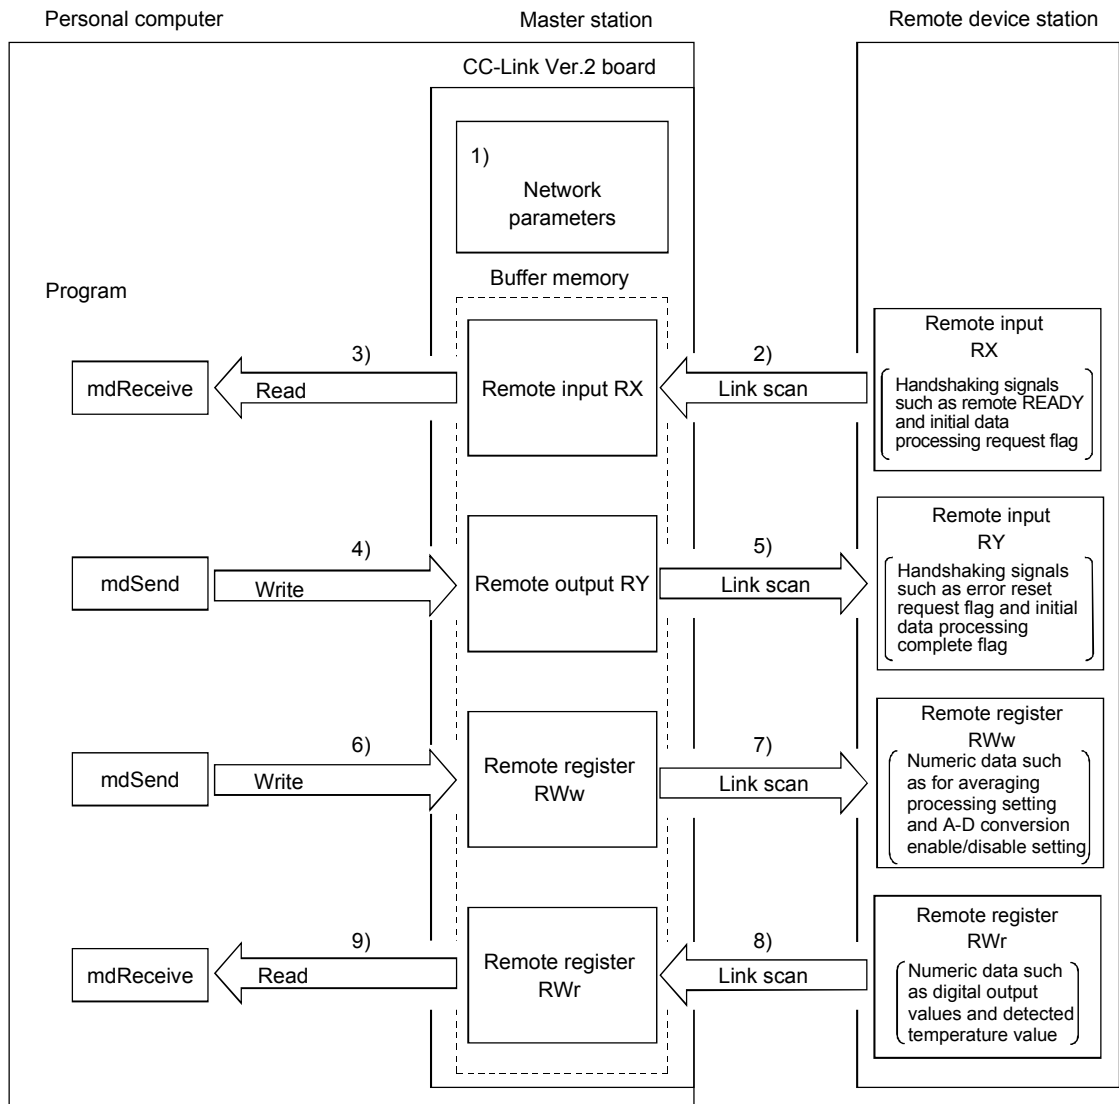 Personal computer
Master station
Remote device station
CC-Link Ver.2 board
1)
Network
parameters
Buffer memory
Program
Remote input
RX
Handshaking signals
such as remote READY
and initial data
processing request flag
3)
2)
mdReceive
Read
Remote input RX
Link scan
Remote input
RY
Handshaking signals
such as error reset
request flag and initial
data processing
complete flag
4)
5)
mdSend
Write
Remote output RY
Link scan
Remote register
RWw
Numeric data such
as for averaging
processing setting
and A-D conversion
enable/disable setting
6)
7)
mdSend
Write
Remote register
RWw
Link scan
Remote register
RWr
Numeric data such
as digital output
values and detected
temperature value
9)
8)
mdReceive
Read
Remote register
RWr
Link scan